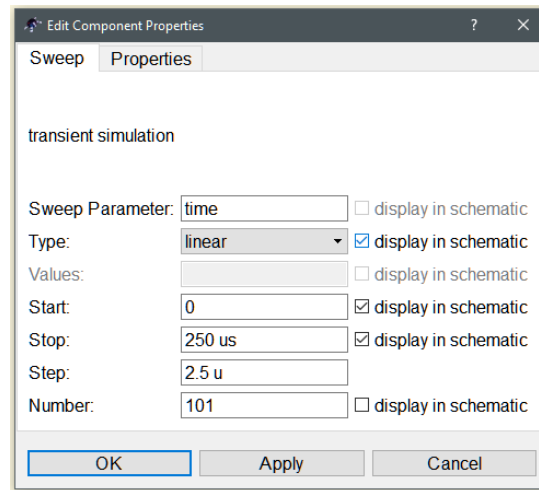 Edit Component Properties ? ×
Sweep Properties
transient simulation
Sweep Parameter: time display in schematic
Type: linear display in schematic
Values: display in schematic
Start: 0 display in schematic
Stop: 250 us display in schematic
Step: 2.5 u
Number: 101 display in schematic
OK Apply Cancel